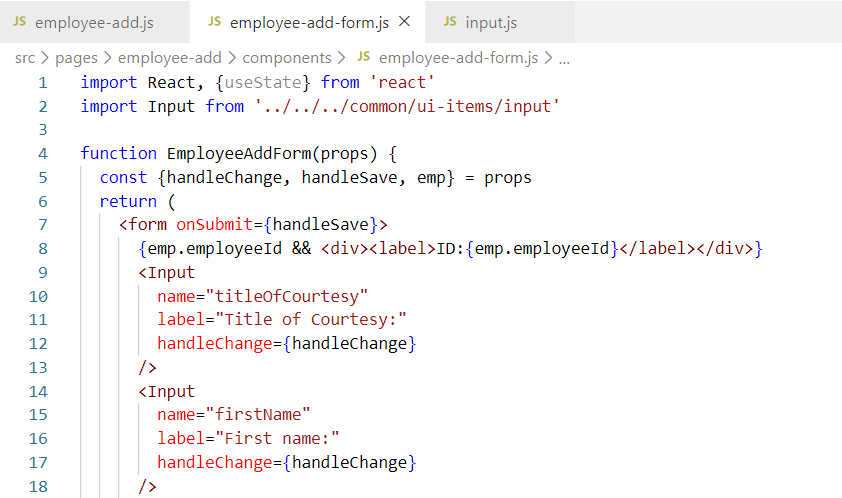 JS employee-add.js JS employee-add-form.js × JS input.js
src > pages > employee-add > components > JS employee-add-form.js > ...
1 import React, {useState} from 'react'
2 import Input from '../../../common/ui-items/input'
3
4 function EmployeeAddForm(props) {
5 const {handleChange, handleSave, emp} = props
6 return (
7 <form onSubmit={handleSave}>
8 {emp.employeeId && <div><label>ID:{emp.employeeId}</label></div>}
9 <Input
10 name="titleOfCourtesy"
11 label="Title of Courtesy:"
12 handleChange={handleChange}
13 />
14 <Input
15 name="firstName"
16 label="First name:"
17 handleChange={handleChange}
18 />